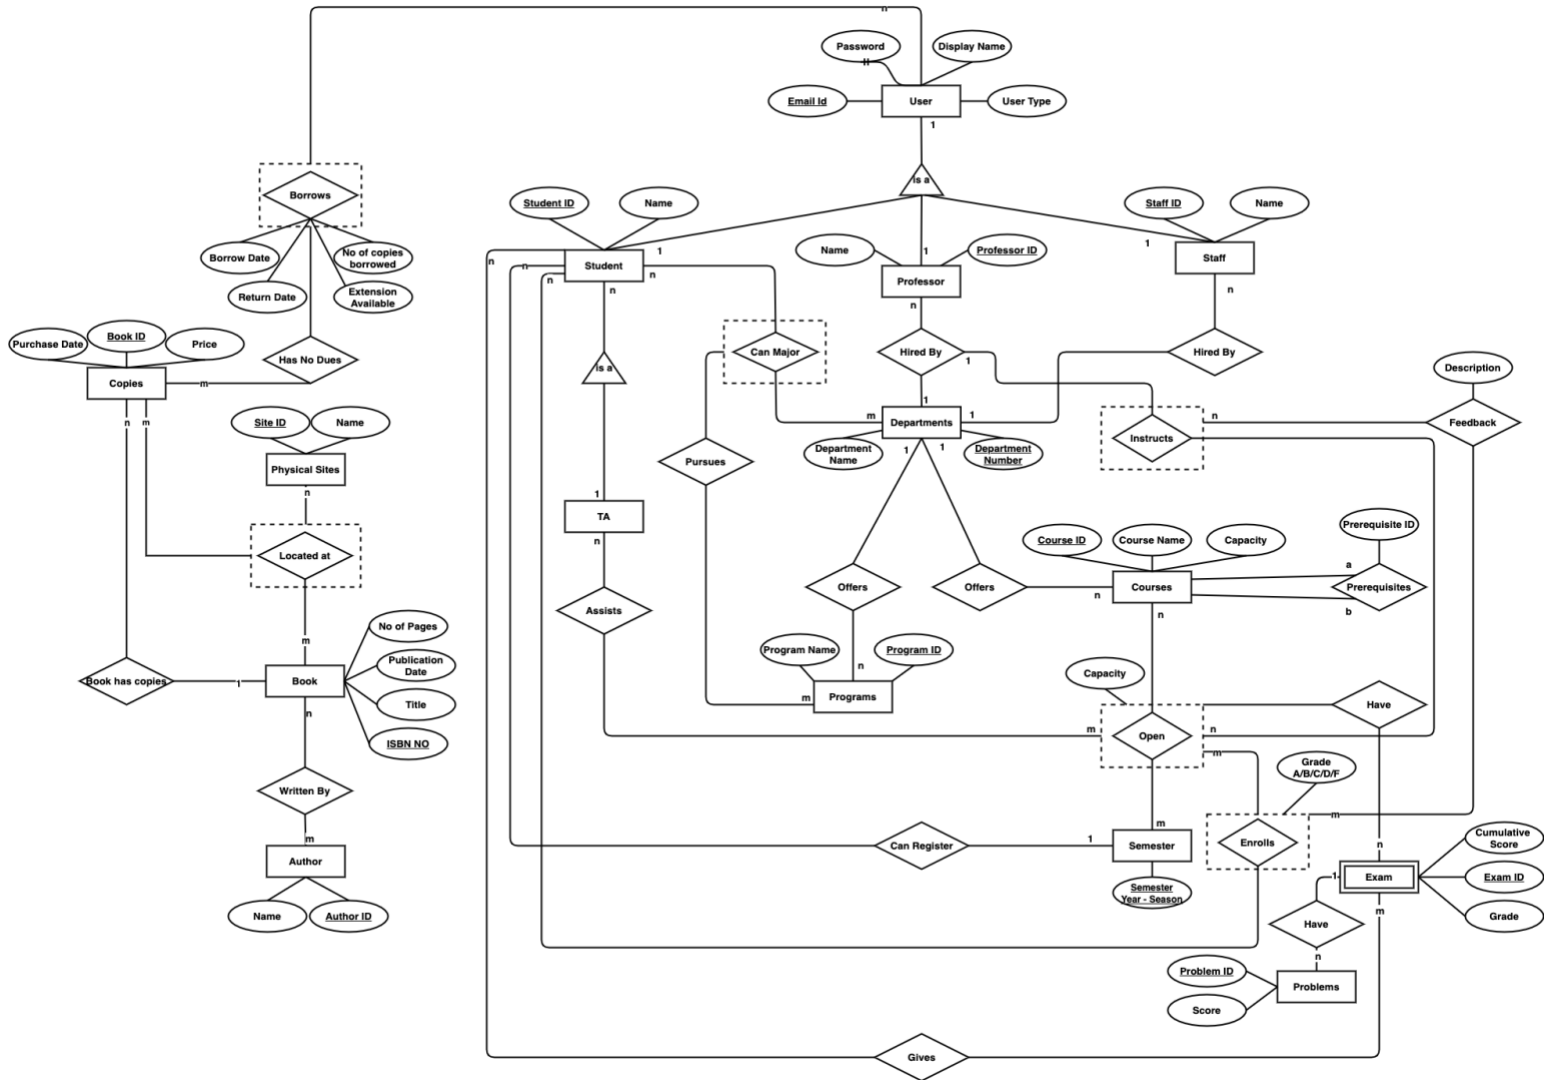 n
Password
Display Name
H
Email Id
User
User Type
1
is a
Borrows
Student ID
Name
Staff ID
Name
Borrow Date
No of copies
borrowed
Return Date
Extension
Available
n
n
n
Student
1
n
n
Name
1
Professor ID
Professor
n
1
Staff
n
Purchase Date
Book ID
Price
Has No Dues
Copies
m
n
m
is a
Can Major
Hired By
1
Hired By
Description
Site ID
Name
m
1
Departments
1
n
Feedback
Department
Name
1
1
Department
Number
Instructs
Physical Sites
n
Pursues
1
TA
n
Located at
Course ID
Course Name
Capacity
Prerequisite ID
a
Offers
Offers
n
Courses
Prerequisites
b
Assists
n
No of Pages
m
Publication
Date
Program Name
Program ID
n
Book has copies
1
Book
Title
Capacity
m
Programs
Have
n
ISBN NO
m
Open
n
m
Written By
Grade
A/B/C/D/F
m
m
m
Author
Can Register
1
Semester
Enrolls
n
Cumulative
Score
1
Exam
Exam ID
Semester
Year - Season
Name
Author ID
m
Grade
Have
n
Problem ID
Problems
Score
Gives